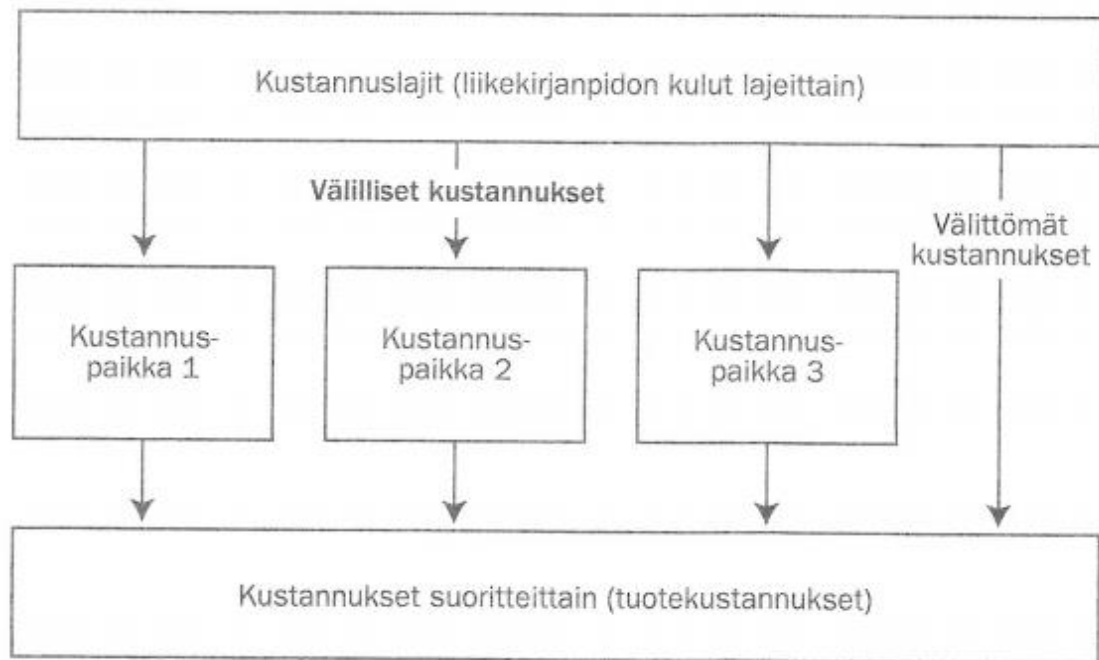 Kustannuslajit (liikekirjanpidon kulut lajeittain)
Välilliset kustannukset
Välittömät
kustannukset
Kustannus-
paikka 1
Kustannus-
paikka 2
Kustannus-
paikka 3
Kustannukset suoritteittain (tuotekustannukset)